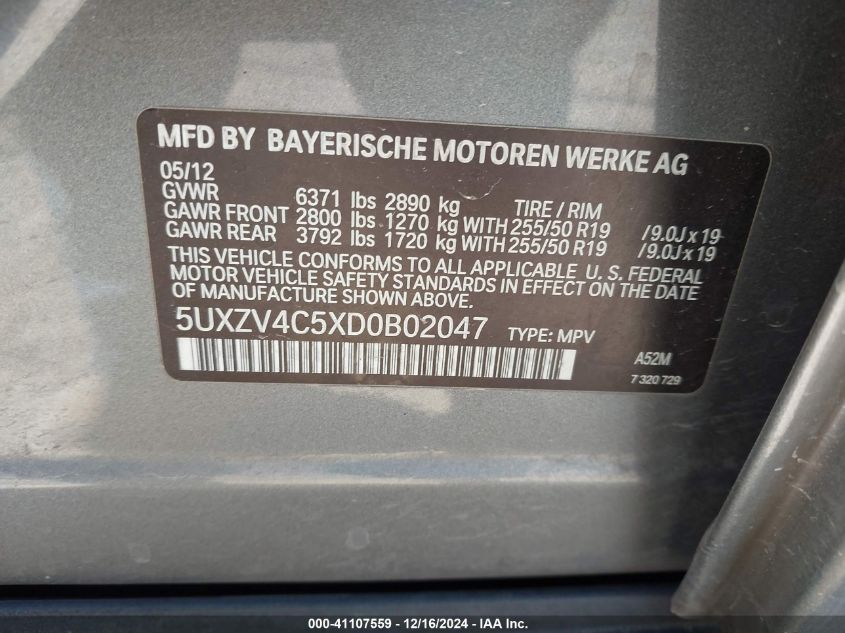 MFD BY BAYERISCHE MOTOREN WERKE AG
05/12
GVWR 6371 lbs 2890 kg TIRE / RIM
GAWR FRONT 2800 lbs 1270 kg WITH 255/50 R19 /9.0J x 19
GAWR REAR 3792 lbs 1720 kg WITH 255/50 R19 /9.0J x 19
THIS VEHICLE CONFORMS TO ALL APPLICABLE U. S. FEDERAL
MOTOR VEHICLE SAFETY STANDARDS IN EFFECT ON THE DATE
OF MANUFACTURE SHOWN ABOVE.
5UXZV4C5XD0B02047 TYPE: MPV
A52M
7 320 729
000-41107559 - 12/16/2024 - IAA Inc.